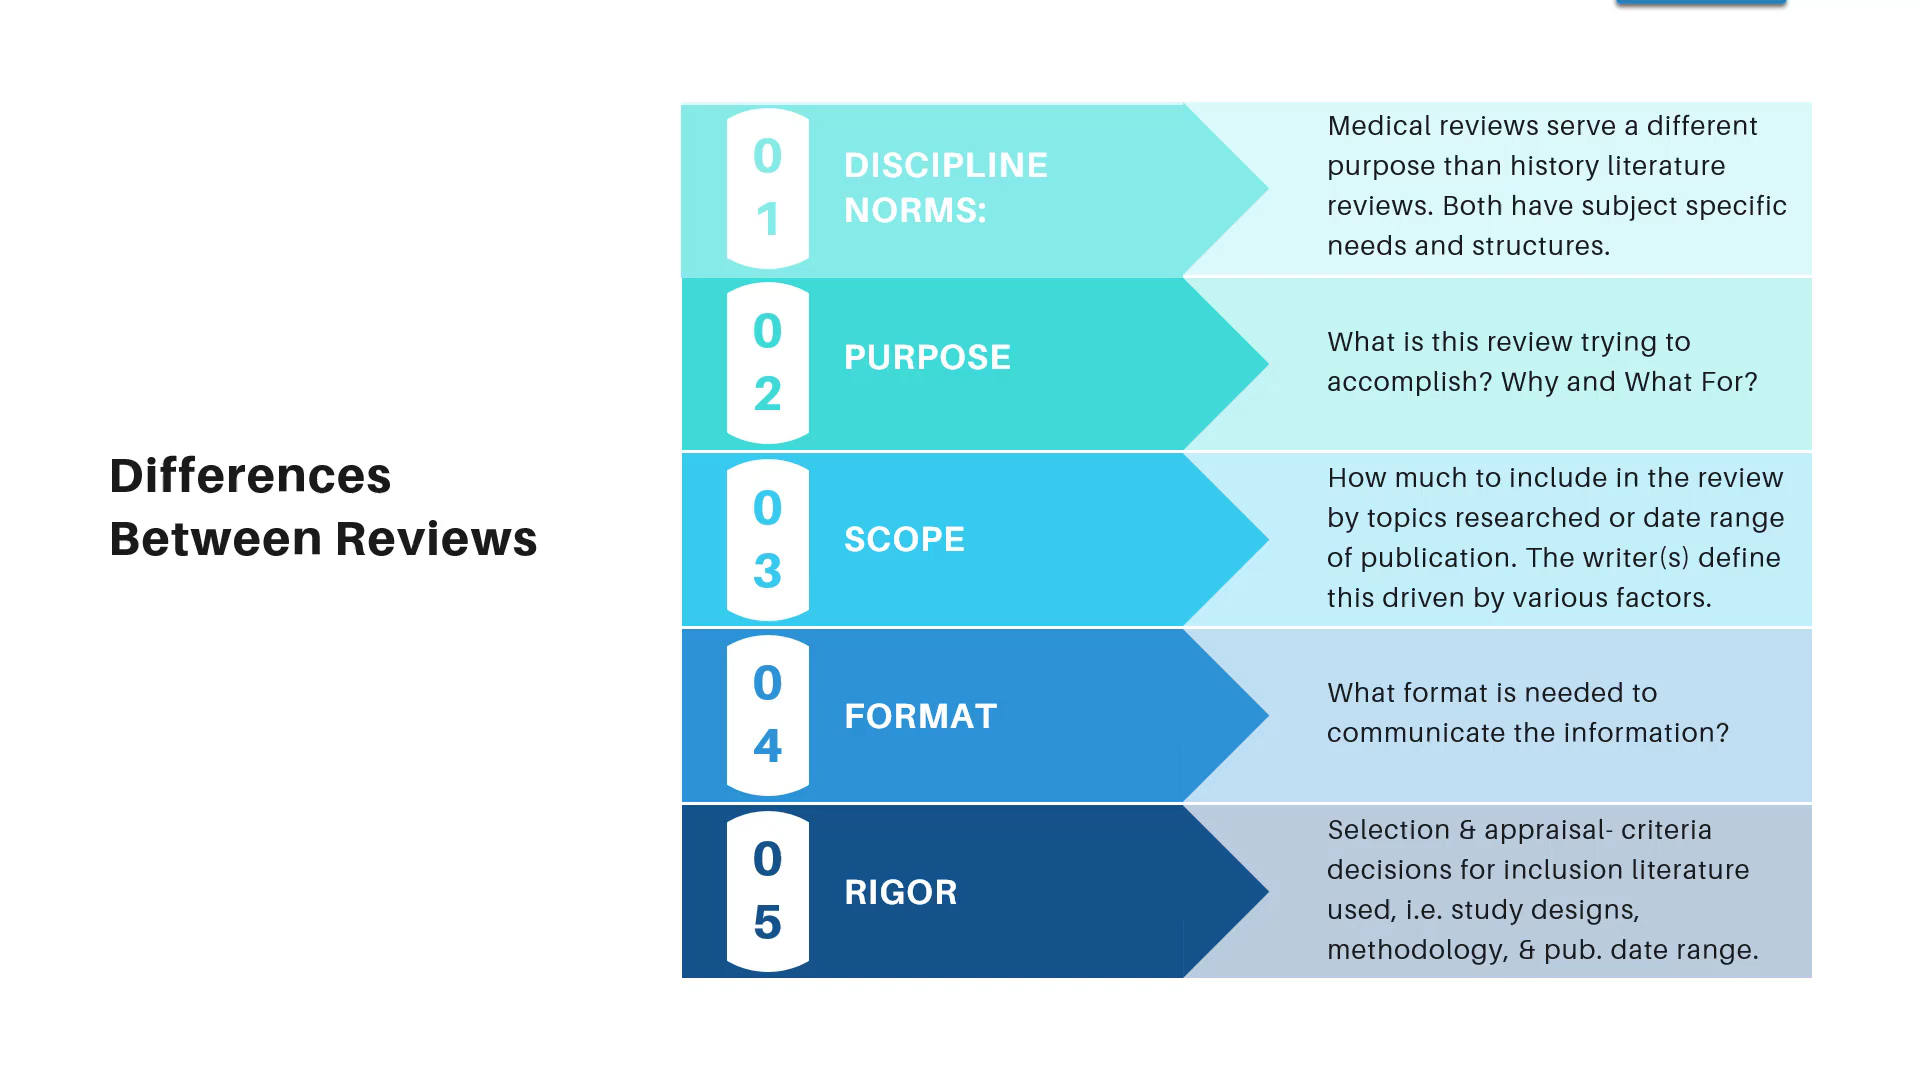 Differences
Between Reviews
0
1
DISCIPLINE
NORMS:
Medical reviews serve a different
purpose than history literature
reviews. Both have subject specific
needs and structures.
0
2
PURPOSE
What is this review trying to
accomplish? Why and What For?
0
3
SCOPE
How much to include in the review
by topics researched or date range
of publication. The writer(s) define
this driven by various factors.
0
4
FORMAT
What format is needed to
communicate the information?
0
5
RIGOR
Selection & appraisal- criteria
decisions for inclusion literature
used, i.e. study designs,
methodology, & pub. date range.